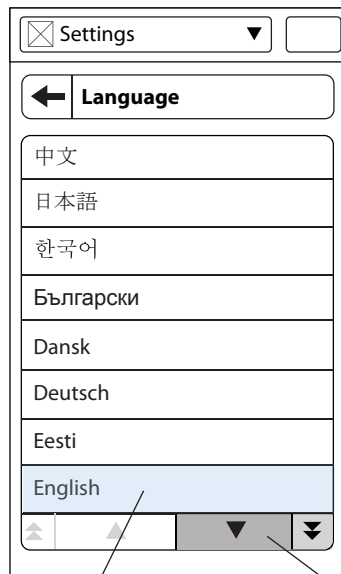 Settings
Language
中文
日本語
한국어
Български
Dansk
Deutsch
Eesti
English